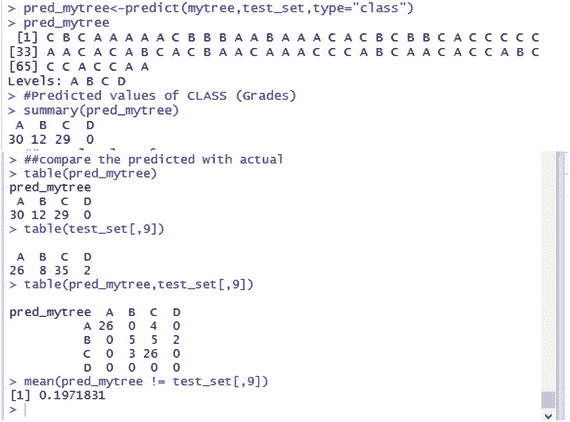 > pred_mytree<-predict(mytree,test_set,type="class")
> pred_mytree
[1] C B C A A A A A C B B B A A B A A A C A C B C B B C A C C C C C
[33] A A C A C A B C A C B A A C A A A C C C A B C A A C A C C A B C
[65] C C A C C A A
Levels: A B C D
> #Predicted values of CLASS (Grades)
> summary(pred_mytree)
A B C D
30 12 29 0
> ##compare the predicted with actual
> table(pred_mytree)
pred_mytree
A B C D
30 12 29 0
> table(test_set[,9])
A B C D
26 8 35 2
> table(pred_mytree,test_set[,9])
pred_mytree A B C D
A 26 0 4 0
B 0 5 5 2
C 0 3 26 0
D 0 0 0 0
> mean(pred_mytree != test_set[,9])
[1] 0.1971831
>